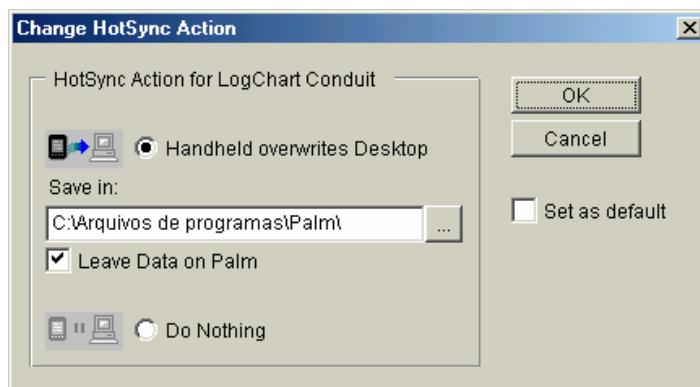 Change HotSync Action
HotSync Action for LogChart Conduit
Handheld overwrites Desktop
Save in:
C:\Arquivos de programas\Palm\
...
Leave Data on Palm
Do Nothing
OK
Cancel
Set as default